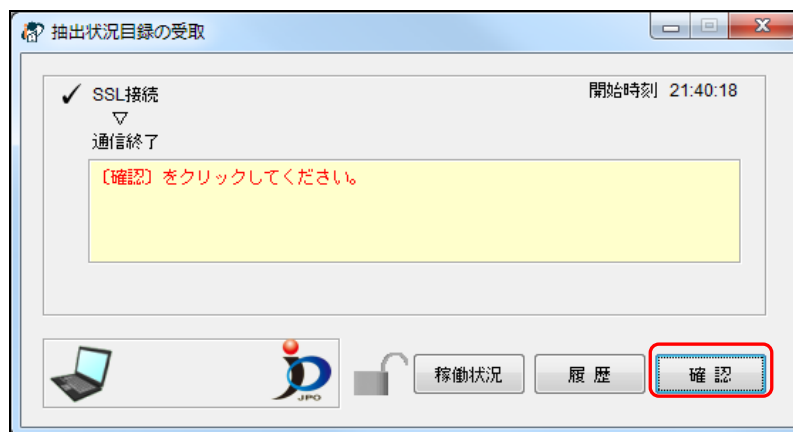 抽出状況目録の受取
SSL接続
開始時刻 21:40:18
▽
通信終了
〔確認〕をクリックしてください。
JPO
稼働状況
履 歴
確 認